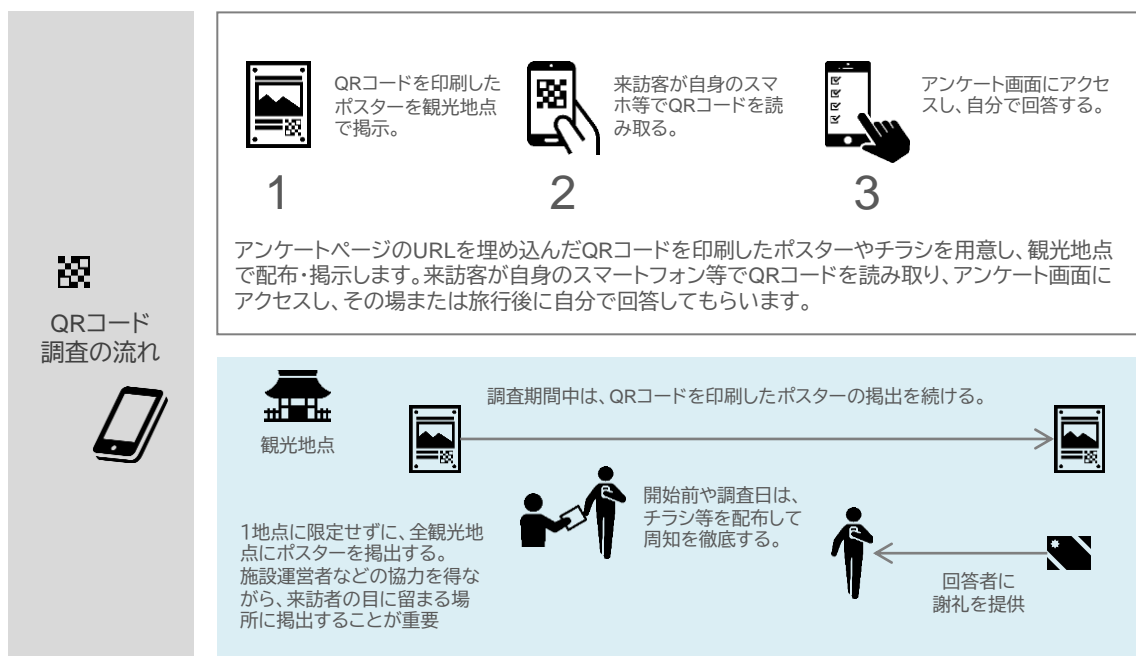 QRコード
調査の流れ
QRコードを印刷した
ポスターを観光地点
で掲示。
1
来訪客が自身のスマ
ホ等でQRコードを読
み取る。
2
アンケート画面にアクセ
スし、自分で回答する。
3
アンケートページのURLを埋め込んだQRコードを印刷したポスターやチラシを用意し、観光地点
で配布・掲示します。来訪客が自身のスマートフォン等でQRコードを読み取り、アンケート画面に
アクセスし、その場または旅行後に自分で回答してもらいます。
観光地点
調査期間中は、QRコードを印刷したポスターの掲出を続ける。
1地点に限定せずに、全観光地
点にポスターを掲出する。
施設運営者などの協力を得な
がら、来訪者の目に留まる場
所に掲出することが重要
開始前や調査日は、
チラシ等を配布して
周知を徹底する。
回答者に
謝礼を提供